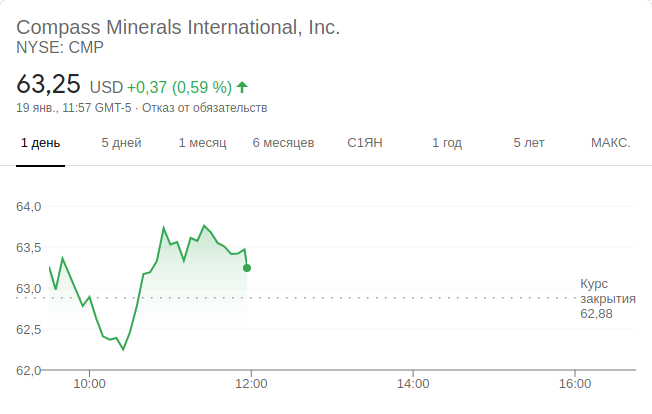 Compass Minerals International, Inc.
NYSE: CMP
63,25 USD +0,37 (0,59 %)
19 янв., 11:57 GMT-5 · Отказ от обязательств
1 день 5 дней 1 месяц 6 месяцев С1ЯН 1 год 5 лет МАКС.
64,0
63,5
63,0
62,5
62,0
Курс
закрытия
62,88
10:00 12:00 14:00 16:00